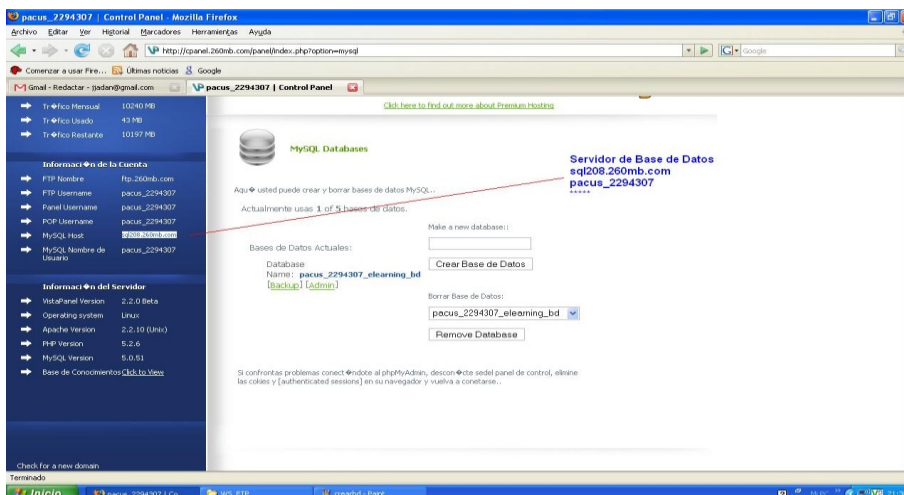 pacus_2294307 | Control Panel - Mozilla Firefox
Archivo Editar Ver Historial Marcadores Herramientas Ayuda
http://cpanel.260mb.com/panel/index.php?option=mysql
Google
Comenzar a usar Fire... Últimas noticias Google
Gmail - Redactar - jjadan@gmail.com pacus_2294307 | Control Panel
Tr�fico Mensual 10240 MB
Tr�fico Usado 43 MB
Tr�fico Restante 10197 MB
Informaci�n de la Cuenta
FTP Nombre ftp.260mb.com
FTP Username pacus_2294307
Panel Username pacus_2294307
POP Username pacus_2294307
MySQL Host sql208.260mb.com
MySQL Nombre de Usuario pacus_2294307
Informaci�n del Servidor
VistaPanel Version 2.2.0 Beta
Operating system Linux
Apache Version 2.2.10 (Unix)
PHP Version 5.2.6
MySQL Version 5.0.51
Base de Conocimientos Click to View
Check for a new domain
Click here to find out more about Premium Hosting
MySQL Databases
Servidor de Base de Datos
sql208.260mb.com
pacus_2294307
*****
Aqu� usted puede crear y borrar bases de datos MySQL..
Actualmente usas 1 of 5 bases de datos.
Make a new database::
Bases de Datos Actuales:
Crear Base de Datos
Database
Name: pacus_2294307_elearning_bd
[Backup] [Admin]
Borrar Base de Datos:
pacus_2294307_elearning_bd
Remove Database
Si confrontas problemas conect�ndote al phpMyAdmin, descon�cte sedel panel de control, elimine
las cokies y [authenticated sessions] en su navegador y vuelva a conetarse..
Terminado
Inicio pacus_2294307 | Co... WS_FTP crearbd - Paint